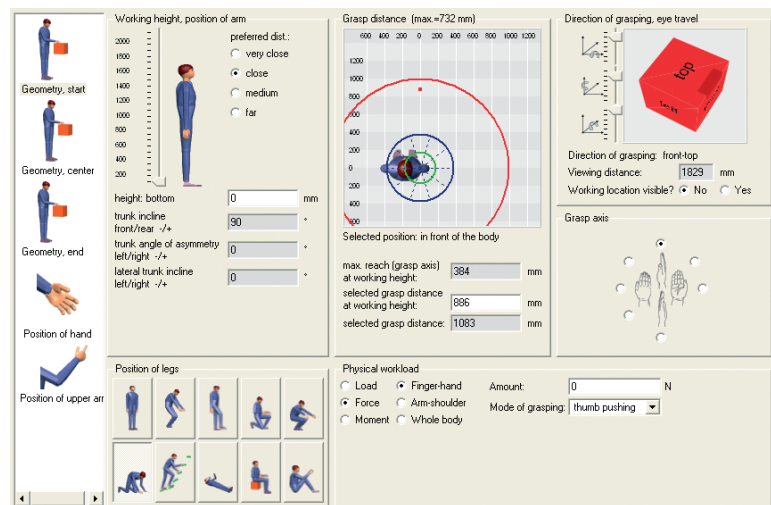 Geometry, start
Geometry, center
Geometry, end
Position of hand
Position of upper arr
Working height, position of arm
2000
1800
1600
1400
1200
1000
800
600
400
200
preferred dist.:
very close
close
medium
far
height: bottom 0 mm
trunk incline
front/rear -/+ 90 °
trunk angle of asymmetry
left/right -/+ 0 °
lateral trunk incline
left/right -/+ 0 °
Grasp distance (max.=732 mm)
600 400 200 0 200 400 600 800 1000 1200
1200
1000
800
600
400
200
0
200
400
600
Selected position: in front of the body
max. reach (grasp axis)
at working height: 384 mm
selected grasp distance
at working height: 886 mm
selected grasp distance: 1083 mm
Direction of grasping, eye travel
top
Direction of grasping: front-top
Viewing distance: 1829 mm
Working location visible? No Yes
Grasp axis
Position of legs
Physical workload
Load Finger-hand Amount: 0 N
Force Arm-shoulder Mode of grasping: thumb pushing
Moment Whole body